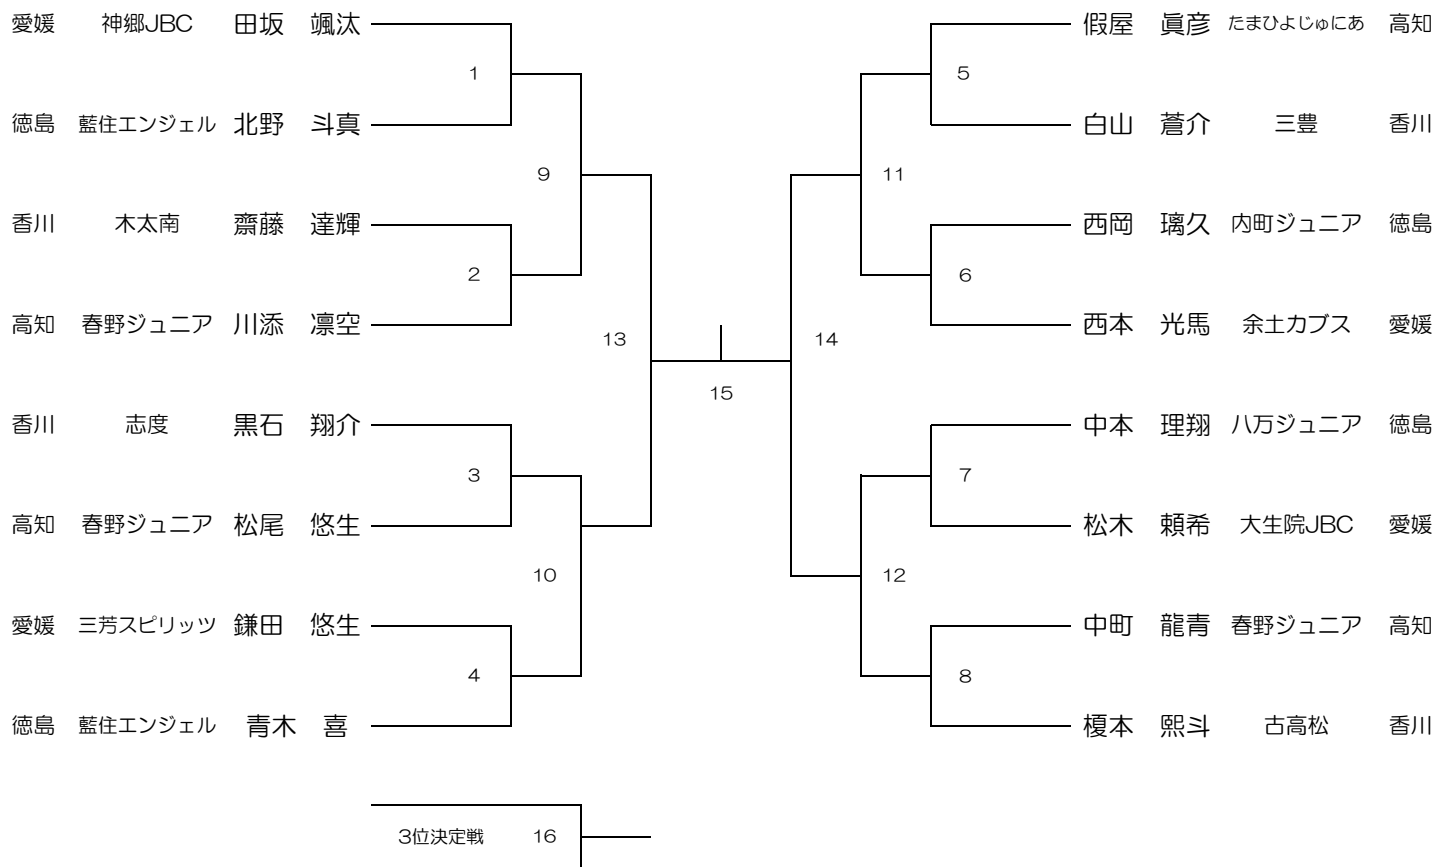 愛媛 神郷JBC 田坂 颯汰
1
徳島 藍住エンジェル 北野 斗真
9
香川 木太南 齋藤 達輝
2
高知 春野ジュニア 川添 凛空
13
香川 志度 黒石 翔介
3
高知 春野ジュニア 松尾 悠生
10
愛媛 三芳スピリッツ 鎌田 悠生
4
徳島 藍住エンジェル 青木 喜
15
假屋 眞彦 たまひよじゅにあ 高知
5
白山 蒼介 三豊 香川
11
西岡 璃久 内町ジュニア 徳島
6
西本 光馬 余土カブス 愛媛
14
中本 理翔 八万ジュニア 徳島
7
松木 頼希 大生院JBC 愛媛
12
中町 龍青 春野ジュニア 高知
8
榎本 熙斗 古高松 香川
3位決定戦 16